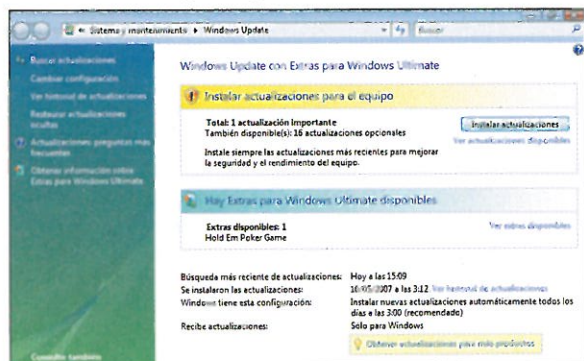 « Sistema y mantenimiento ▸ Windows Update
Buscar
Buscar actualizaciones
Cambiar configuración
Ver historial de actualizaciones
Restaurar actualizaciones
ocultas
Actualizaciones: preguntas más
frecuentes
Obtener información sobre
Extras para Windows Ultimate
Consulte también
Windows Update con Extras para Windows Ultimate
Instalar actualizaciones para el equipo
Total: 1 actualización importante
También disponible(s): 16 actualizaciones opcionales
Instalar actualizaciones
Ver actualizaciones disponibles
Instale siempre las actualizaciones más recientes para mejorar
la seguridad y el rendimiento del equipo.
Hay Extras para Windows Ultimate disponibles
Extras disponibles: 1
Hold Em Poker Game
Ver extras disponibles
Búsqueda más reciente de actualizaciones: Hoy a las 15:09
Se instalaron las actualizaciones: 10/05/2007 a las 3:12. Ver historial de actualizaciones
Windows tiene esta configuración: Instalar nuevas actualizaciones automáticamente todos los
días a las 3:00 (recomendado)
Recibe actualizaciones: Solo para Windows
Obtener actualizaciones para más productos